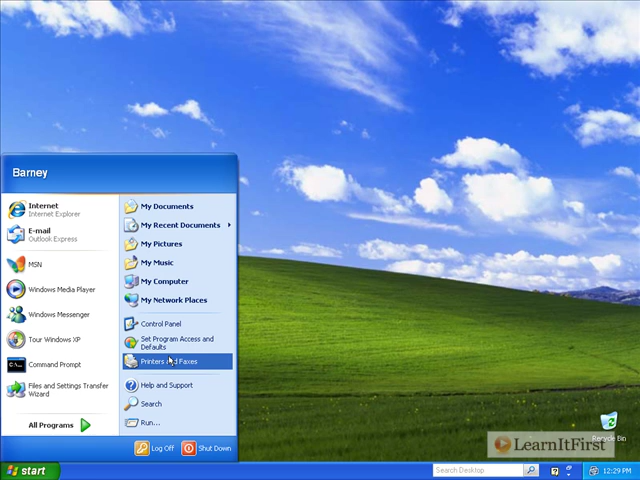 Barney
Internet
Internet Explorer
E-mail
Outlook Express
MSN
Windows Media Player
Windows Messenger
Tour Windows XP
Command Prompt
Files and Settings Transfer
Wizard
All Programs
My Documents
My Recent Documents
My Pictures
My Music
My Computer
My Network Places
Control Panel
Set Program Access and
Defaults
Printers and Faxes
Help and Support
Search
Run...
Log Off
Shut Down
Recycle Bin
LearnItFirst
start
Search Desktop
12:29 PM